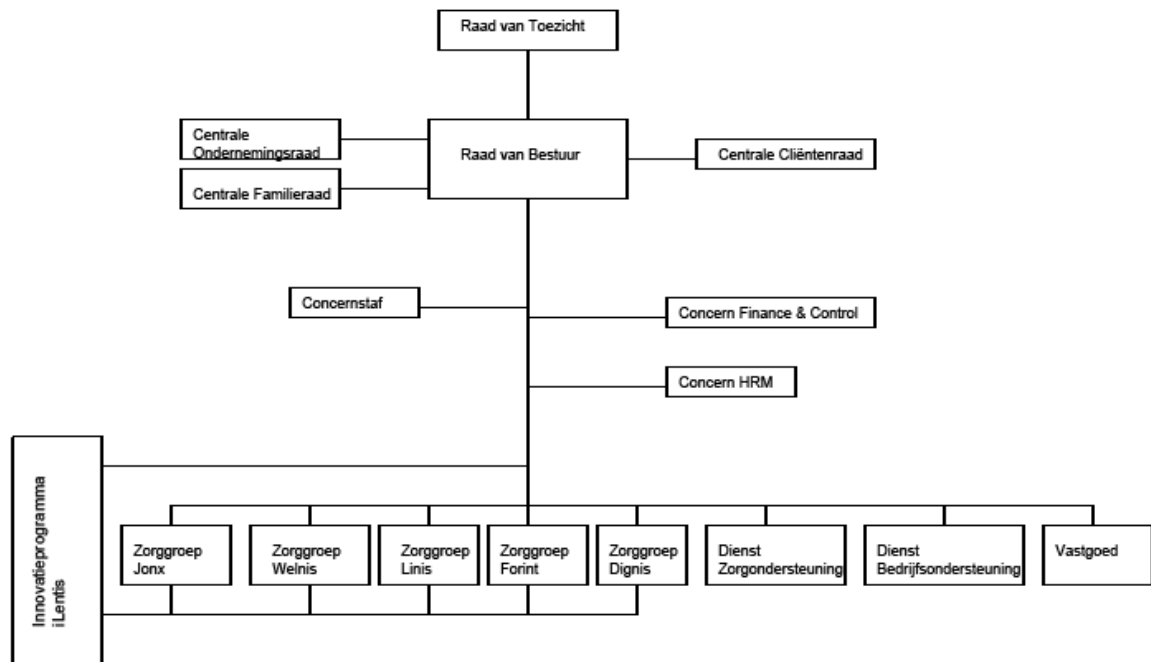 Raad van Toezicht
Centrale
Ondernemingsraad
Raad van Bestuur
Centrale Cliëntenraad
Centrale Familieraad
Concernstaf
Concern Finance & Control
Concern HRM
Innovatieprogramma
iLentis
Zorggroep
Jonx
Zorggroep
Welnis
Zorggroep
Linis
Zorggroep
Forint
Zorggroep
Dignis
Dienst
Zorgondersteuning
Dienst
Bedrijfsondersteuning
Vastgoed